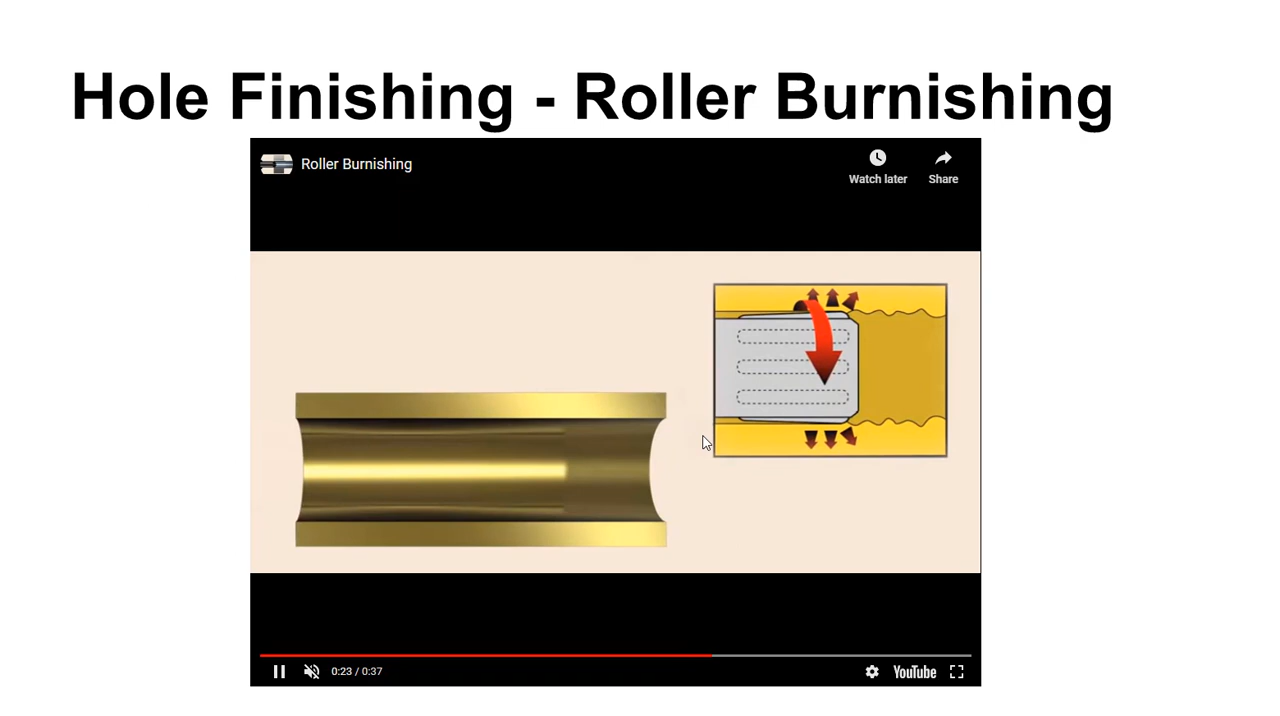 Hole Finishing - Roller Burnishing
Roller Burnishing
Watch later
Share
0:23 / 0:37
YouTube